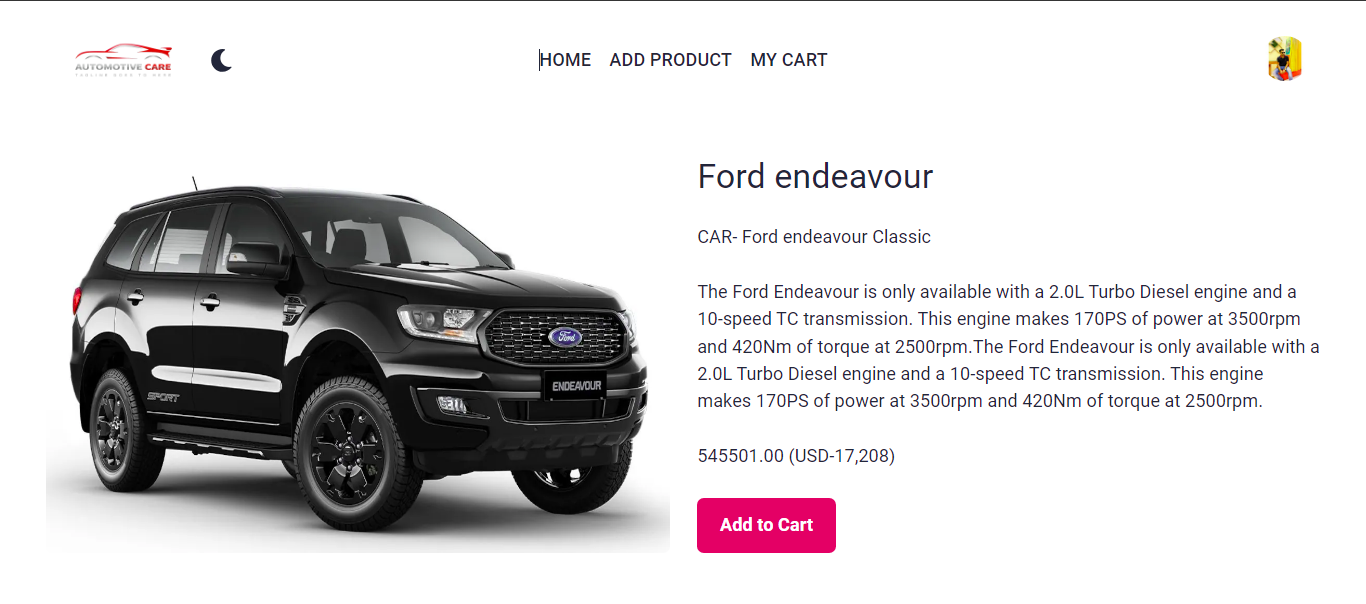 AUTOMOTIVE CARE
HOME ADD PRODUCT MY CART
Ford endeavour
CAR- Ford endeavour Classic
The Ford Endeavour is only available with a 2.0L Turbo Diesel engine and a
10-speed TC transmission. This engine makes 170PS of power at 3500rpm
and 420Nm of torque at 2500rpm.The Ford Endeavour is only available with a
2.0L Turbo Diesel engine and a 10-speed TC transmission. This engine
makes 170PS of power at 3500rpm and 420Nm of torque at 2500rpm.
545501.00 (USD-17,208)
Add to Cart
Ford
ENDEAVOUR
SPORT